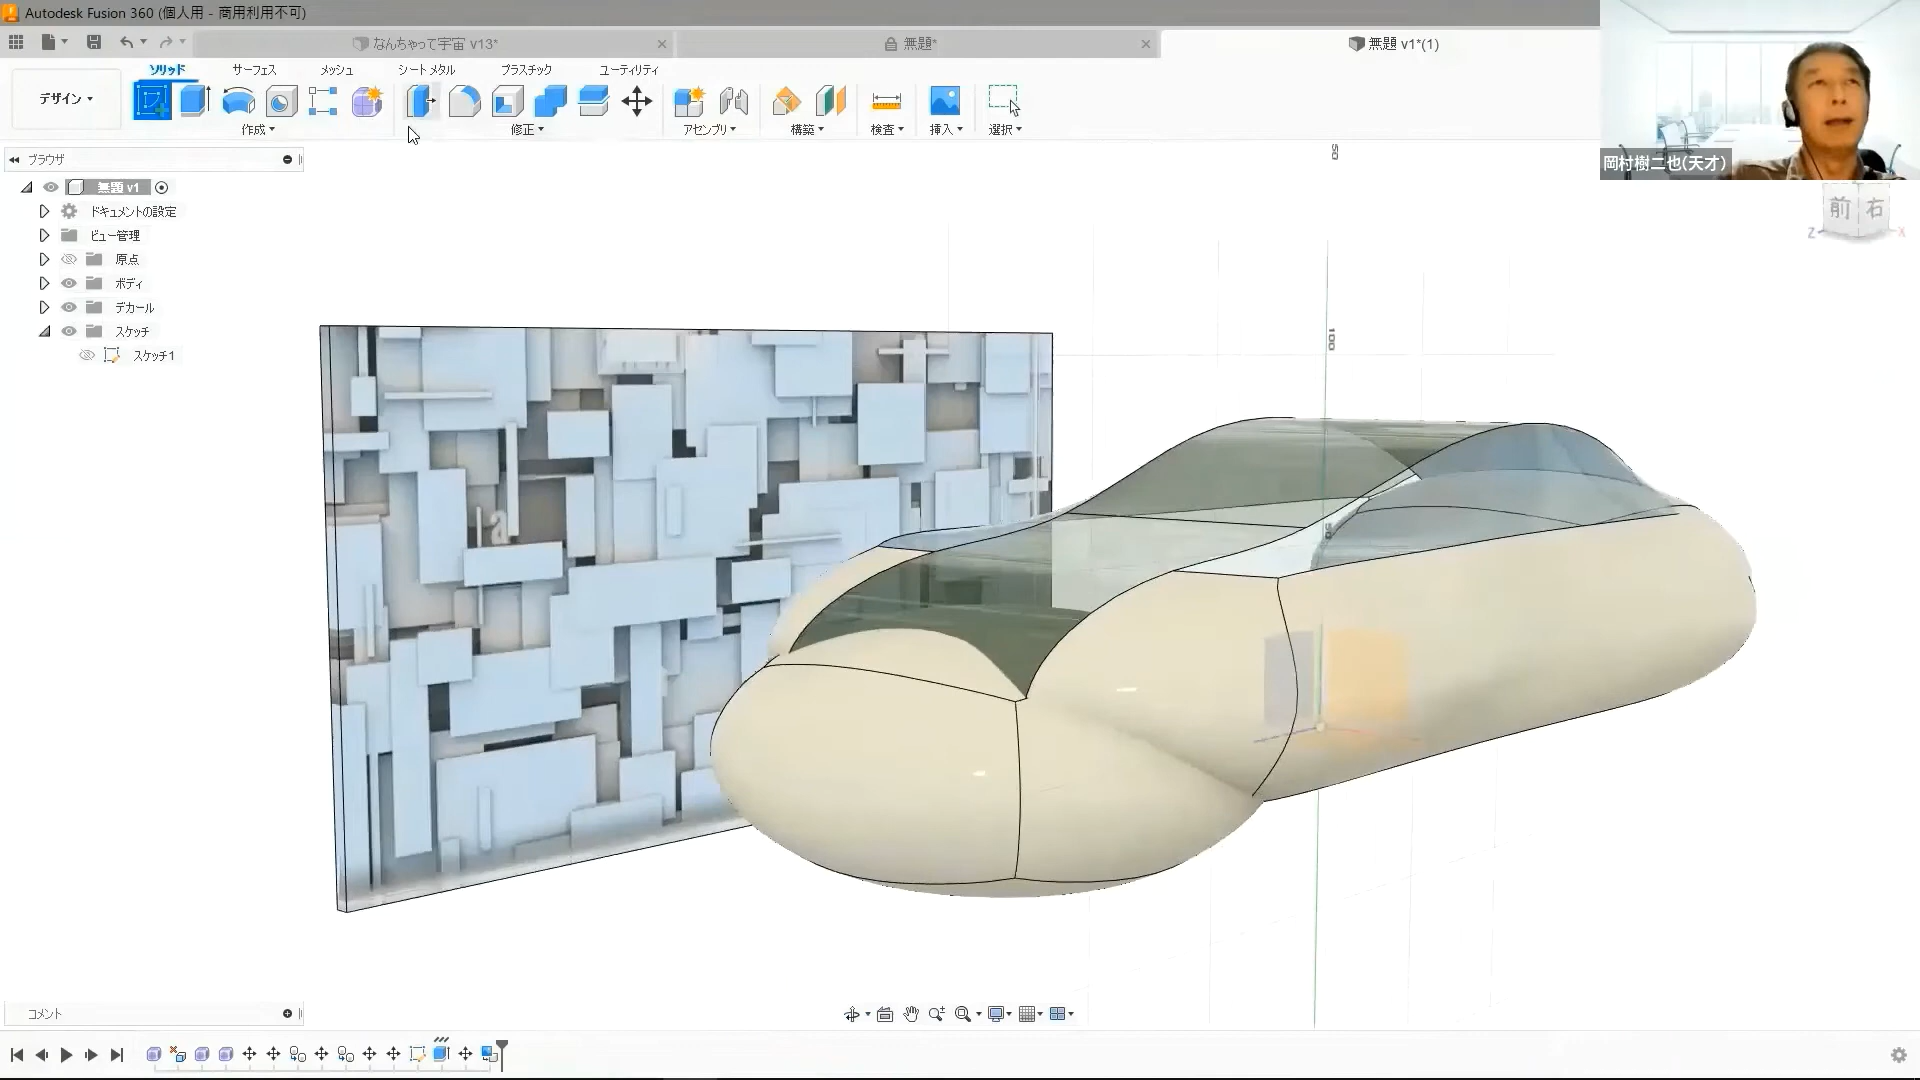 Autodesk Fusion 360 (個人用 - 商用利用不可)
なんちゃって宇宙 v13*
無題*
無題 v1*(1)
ソリッド
サーフェス
メッシュ
シート メタル
プラスチック
ユーティリティ
デザイン
作成
修正
アセンブリ
構築
検査
挿入
選択
岡村樹二也(天才)
ブラウザ
無題 v1
ドキュメントの設定
ビュー管理
原点
ボディ
デカール
スケッチ
スケッチ1
50
100
50
前
右
Z
X
コメント